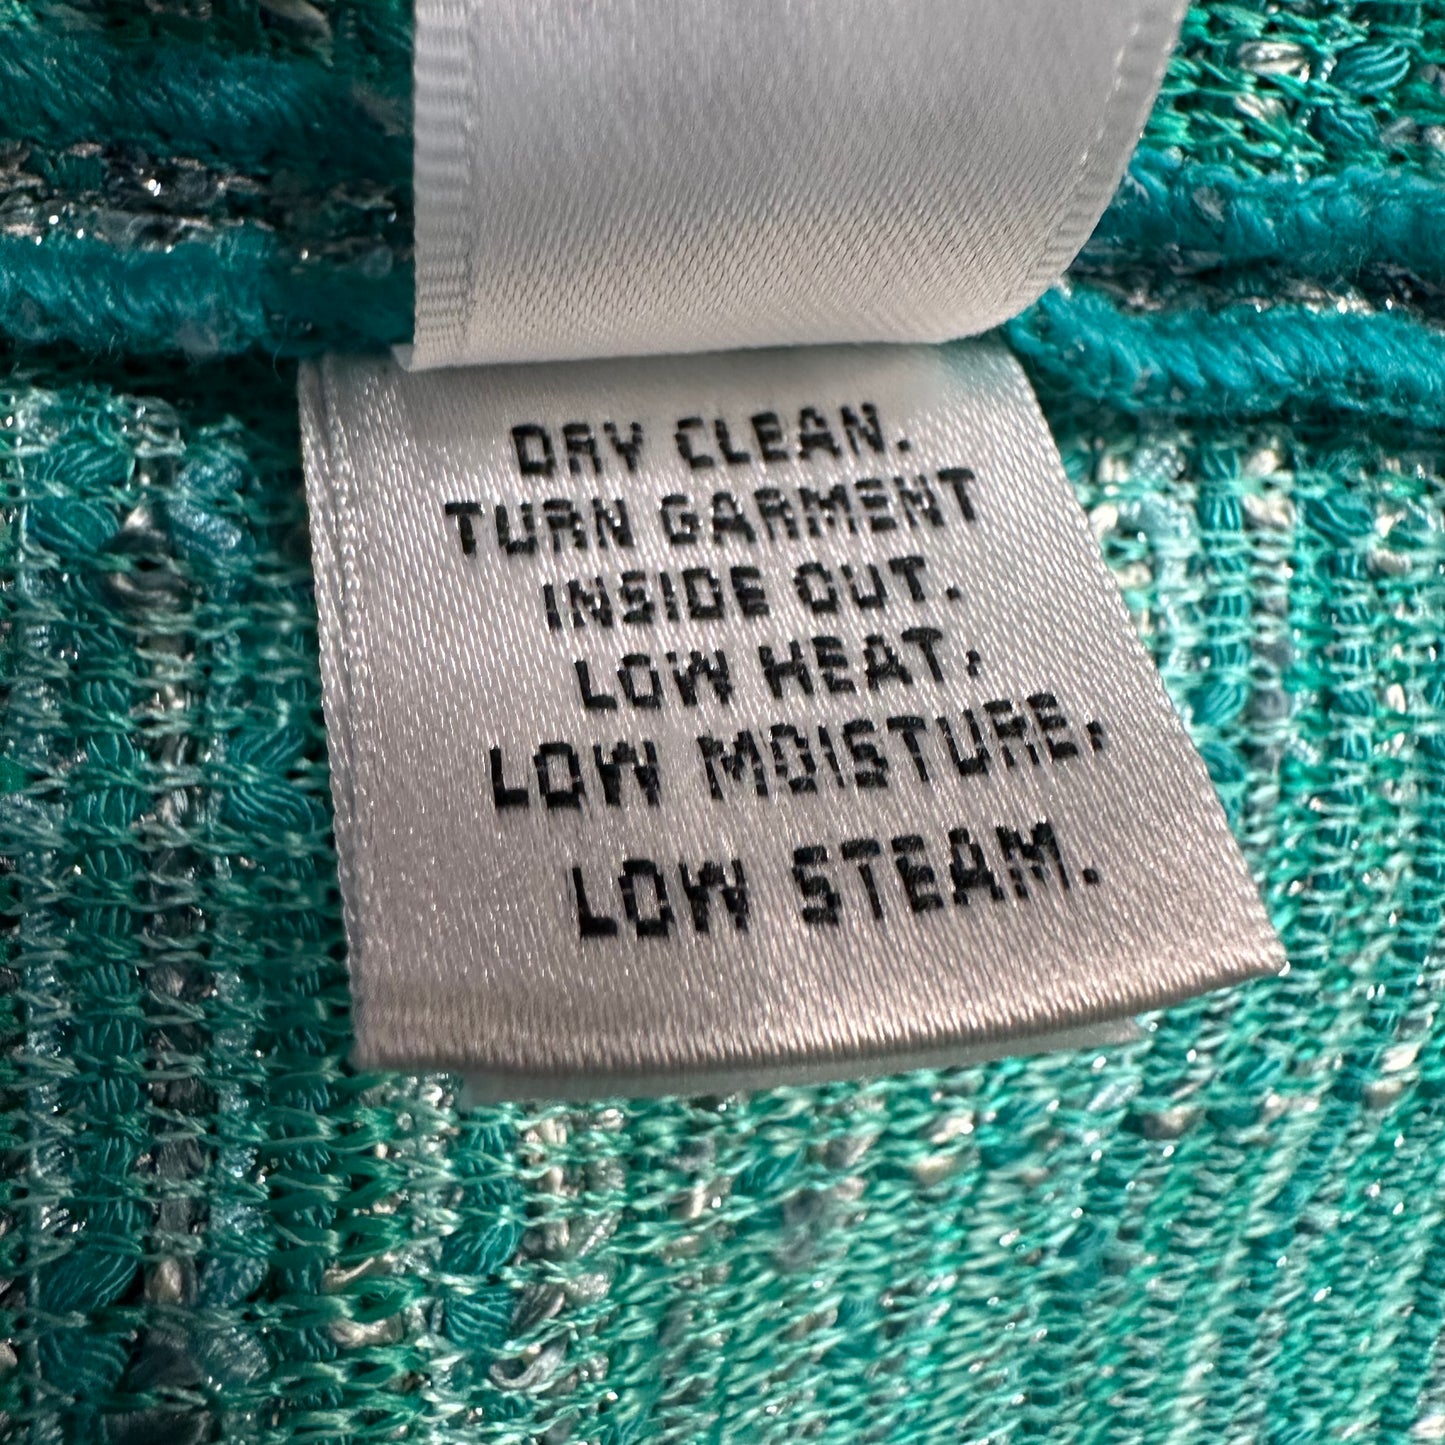 DRY CLEAN.
TURN GARMENT
INSIDE OUT.
LOW HEAT,
LOW MOISTURE,
LOW STEAM.